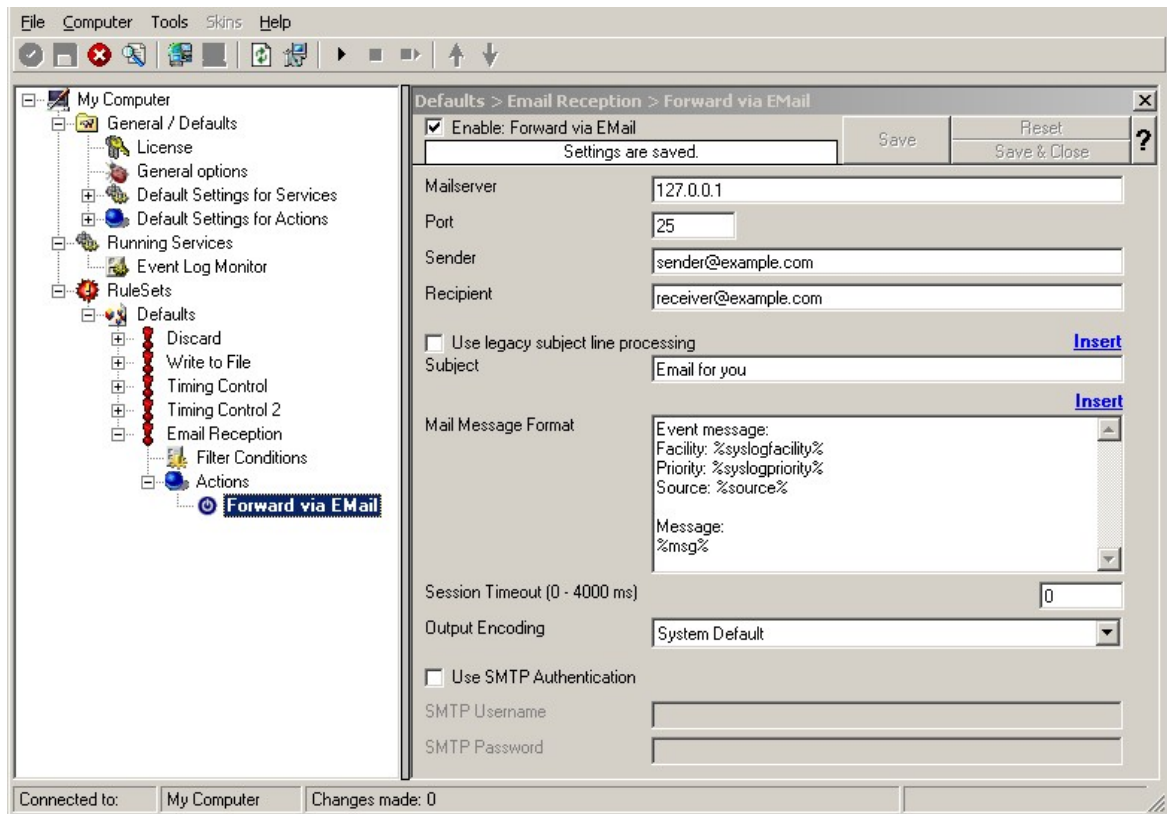 File Computer Tools Skins Help
My Computer
General / Defaults
License
General options
Default Settings for Services
Default Settings for Actions
Running Services
Event Log Monitor
RuleSets
Defaults
Discard
Write to File
Timing Control
Timing Control 2
Email Reception
Filter Conditions
Actions
Forward via EMail
Defaults > Email Reception > Forward via EMail
Enable: Forward via EMail
Settings are saved.
Save
Reset
Save & Close
?
Mailserver 127.0.0.1
Port 25
Sender sender@example.com
Recipient receiver@example.com
Use legacy subject line processing Insert
Subject Email for you
Insert
Mail Message Format
Event message:
Facility: %syslogfacility%
Priority: %syslogpriority%
Source: %source%
Message:
%msg%
Session Timeout (0 - 4000 ms) 0
Output Encoding System Default
Use SMTP Authentication
SMTP Username
SMTP Password
Connected to: My Computer Changes made: 0